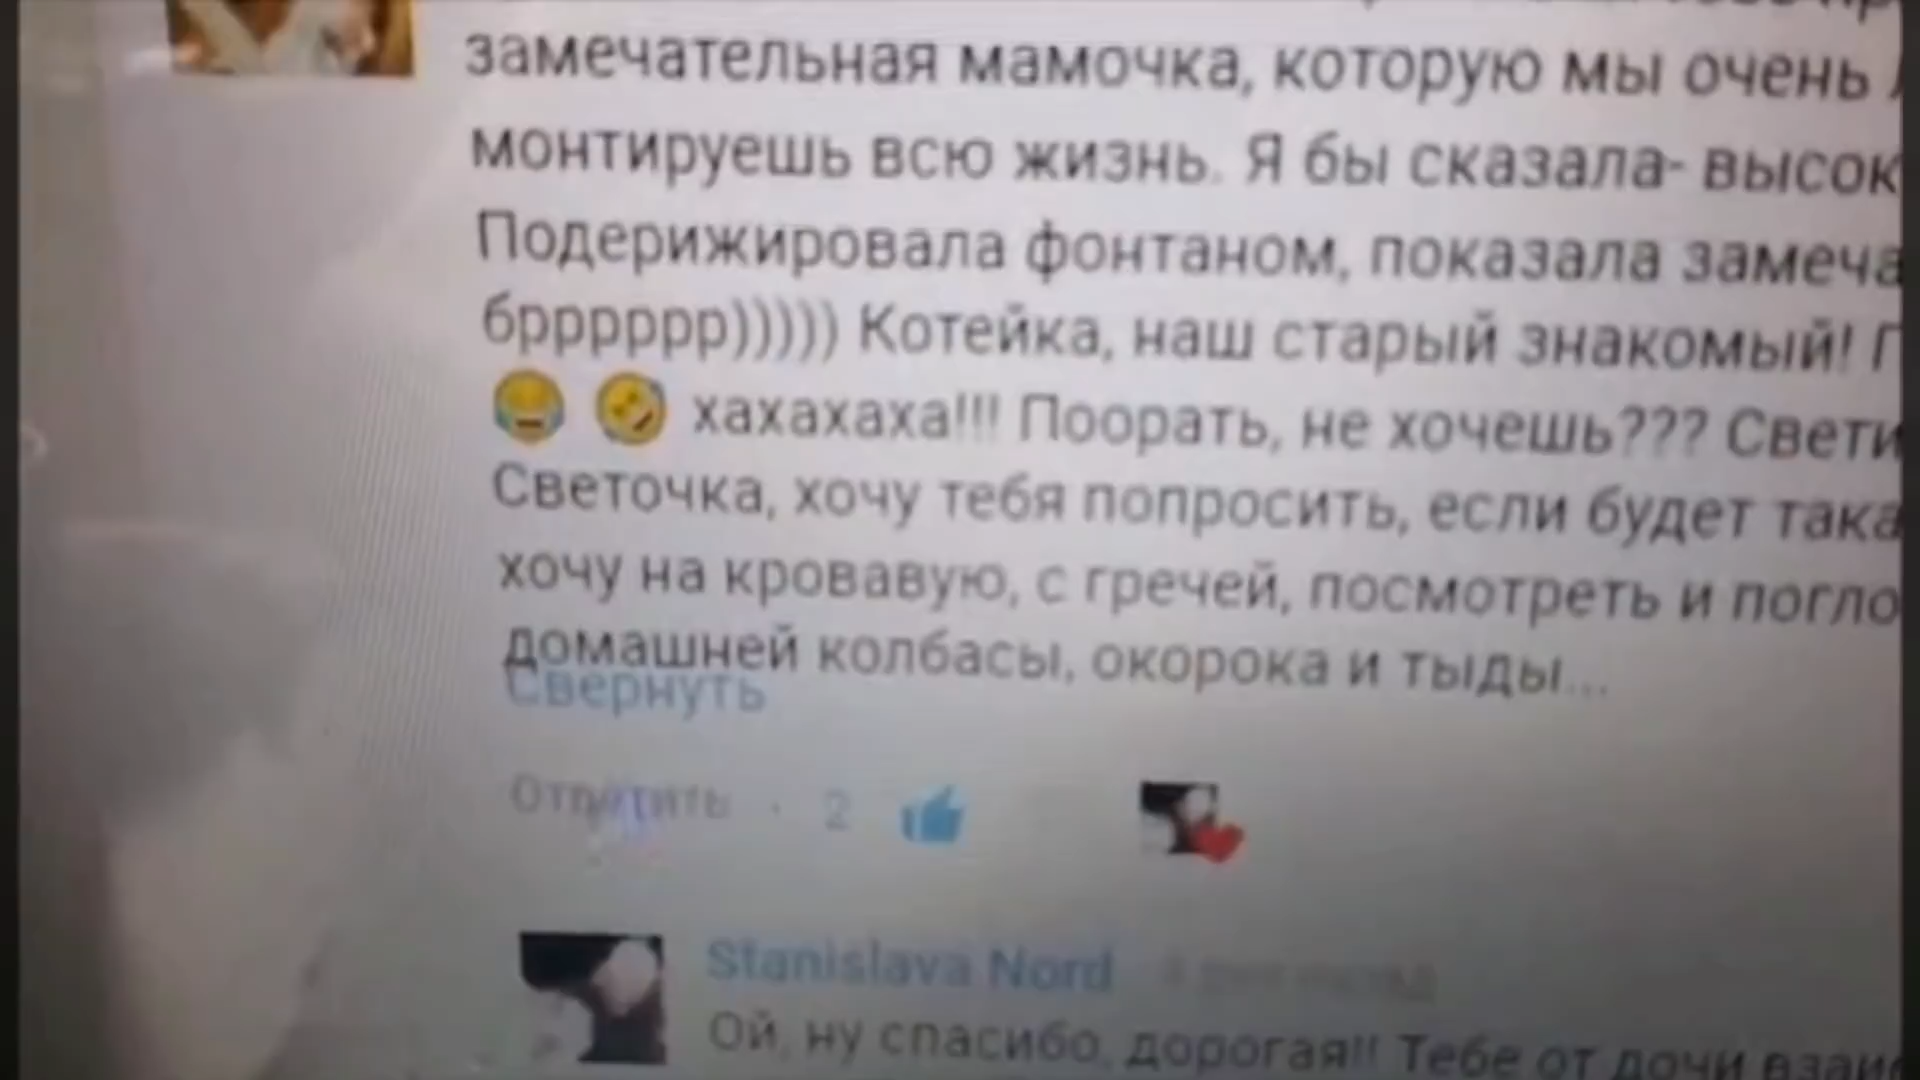 замечательная мамочка, которую мы очень
монтируешь всю жизнь. Я бы сказала- высок
Подерижировала фонтаном, показала замеча
брррррр))))) Котейка, наш старый знакомый! Г
хахахаха!!! Поорать, не хочешь??? Свети
Светочка, хочу тебя попросить, если будет така
хочу на кровавую, с гречей, посмотреть и погло
домашней колбасы, окорока и тыды...
Свернуть
Ответить · 2
Stanislava Nord
Ой, ну спасибо, дорогая!! Тебе от дочи взаи